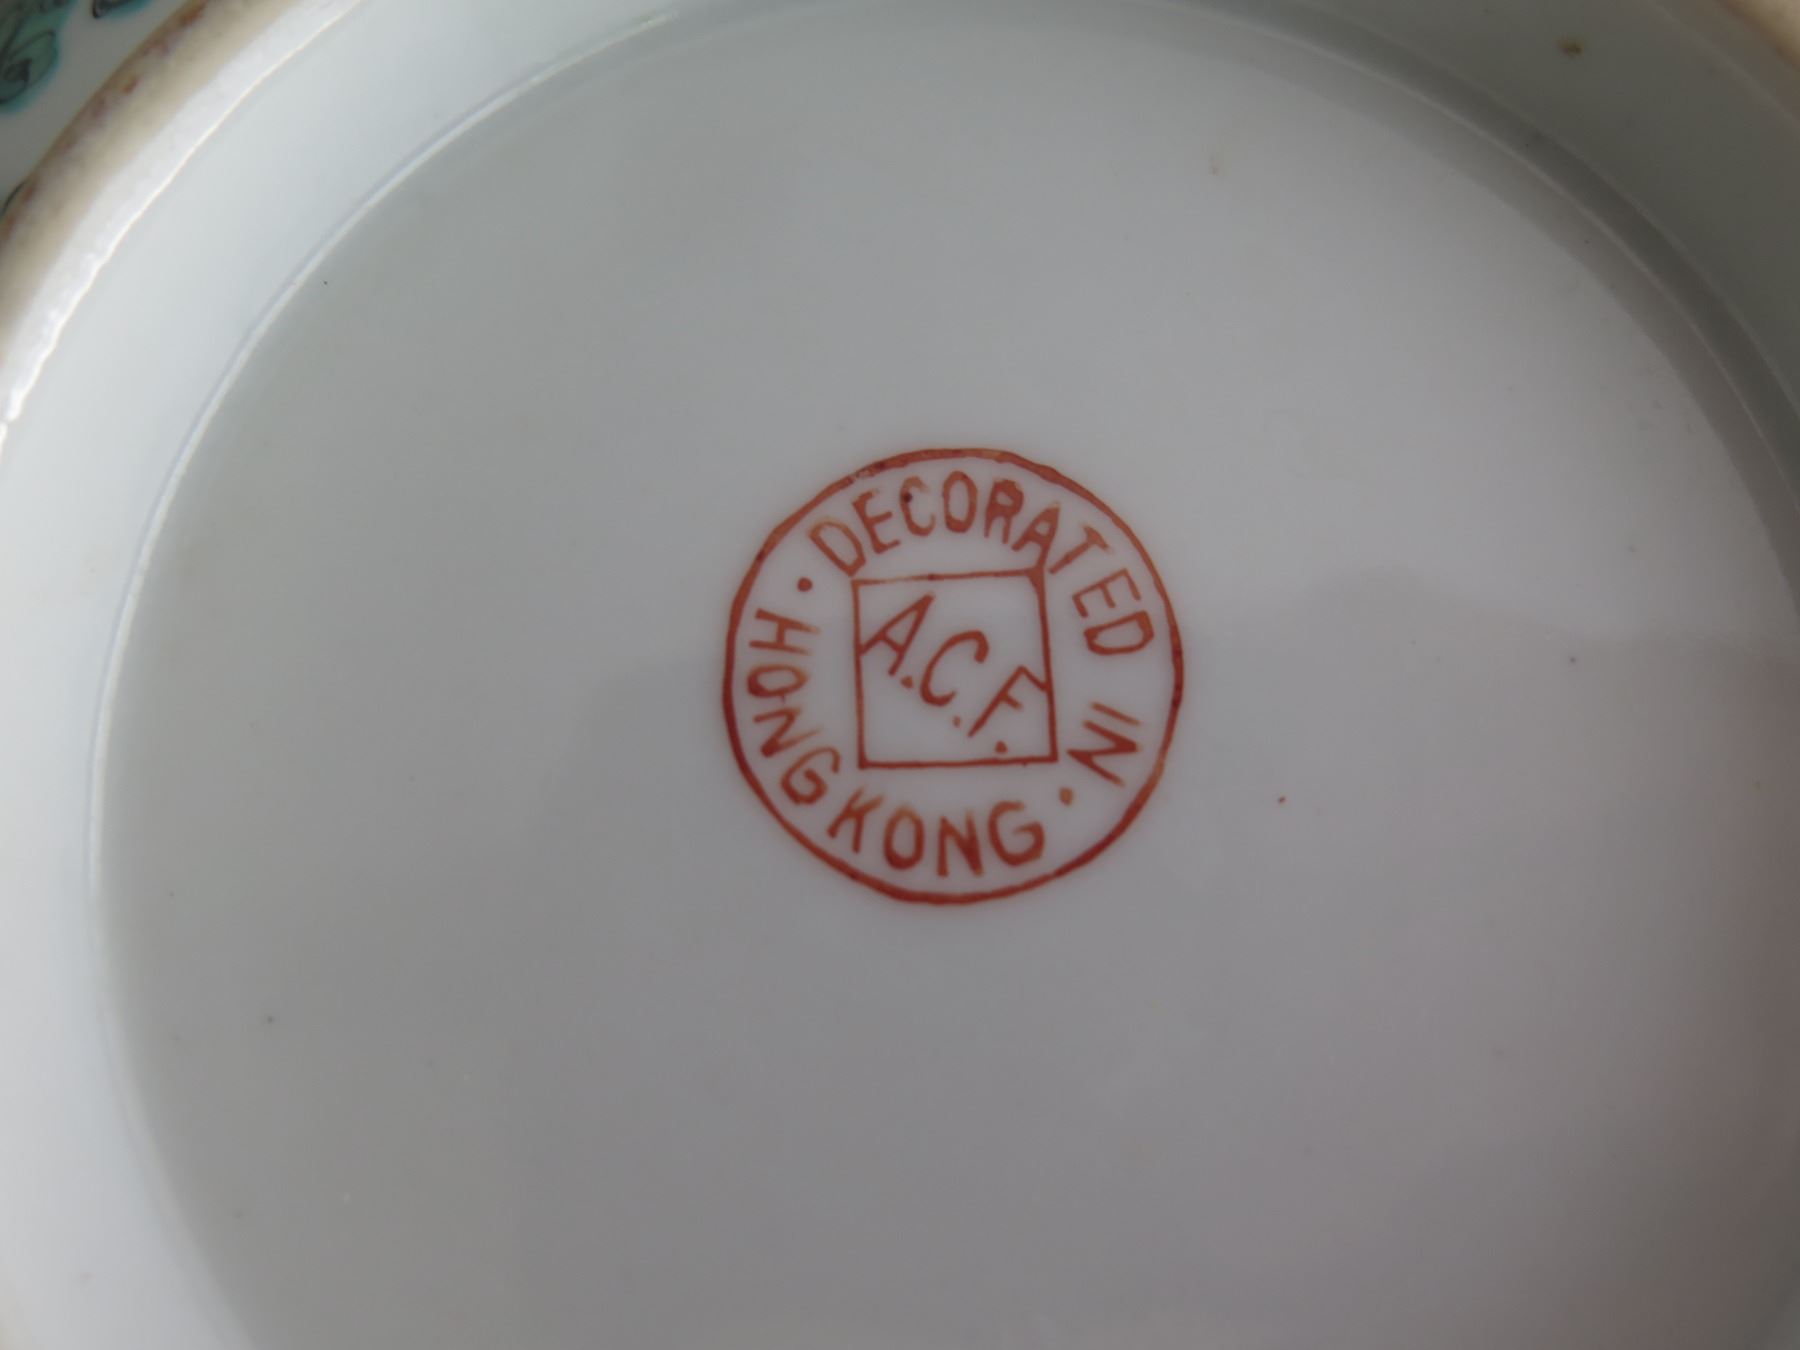 · DECORATED IN ·
HONG KONG
A.C.F.